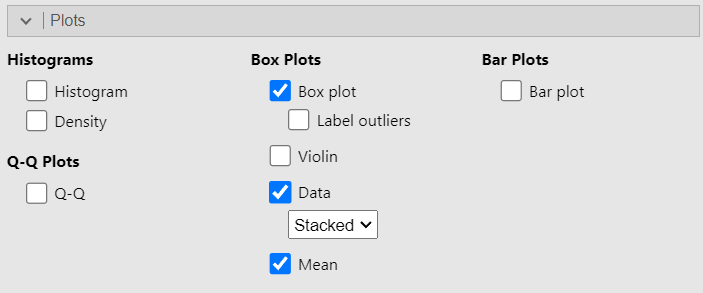 Plots
Histograms
Histogram
Density
Q-Q Plots
Q-Q
Box Plots
Box plot
Label outliers
Violin
Data
Stacked
Mean
Bar Plots
Bar plot